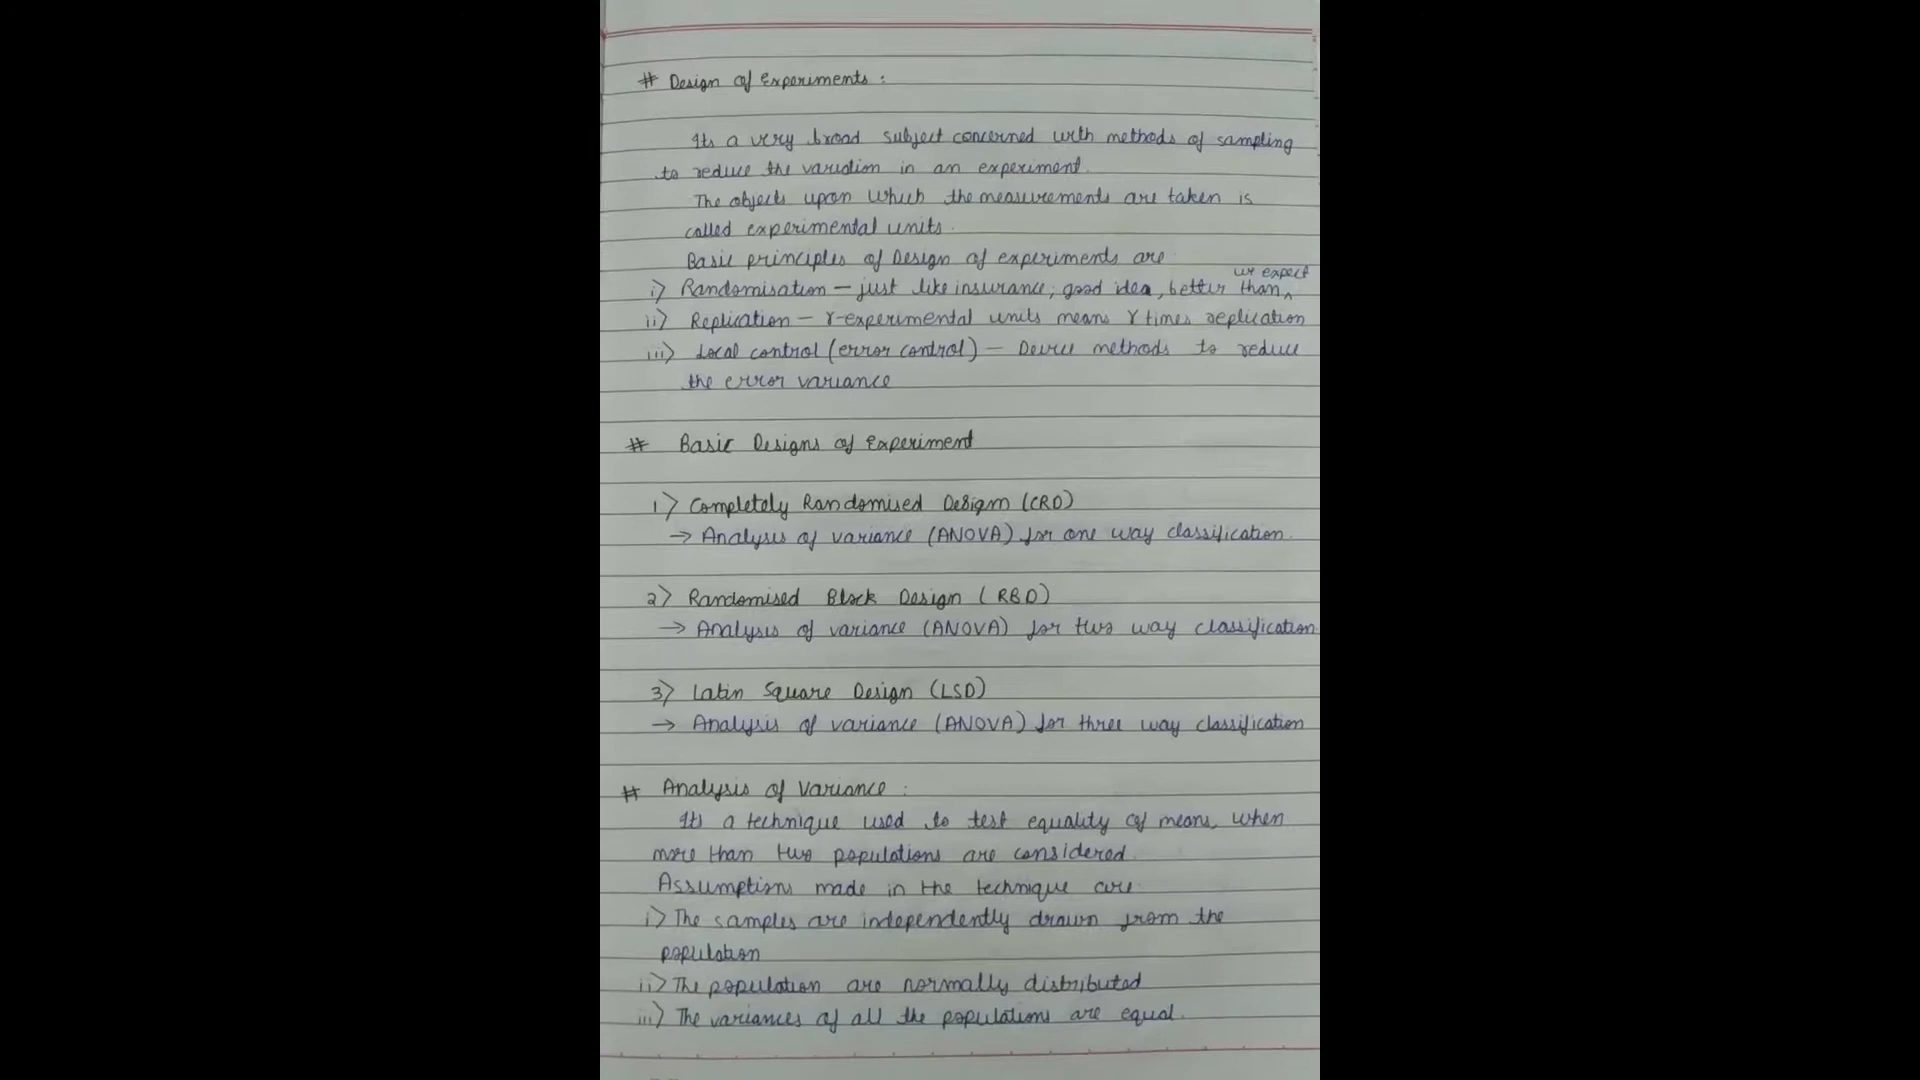 # Design of Experiments :
Its a very broad subject concerned with methods of sampling
to reduce the variation in an experiment.
The objects upon which the measurements are taken is
called experimental units.
Basic principles of Design of experiments are
we expect
i) Randomisation – just like insurance; good idea, better than ^
ii) Replication – r-experimental units means r times replication
iii) Local control (error control) – Device methods to reduce
the error variance
# Basic Designs of Experiment
1) Completely Randomised Design (CRD)
→ Analysis of variance (ANOVA) for one way classification.
2) Randomised Block Design (RBD)
→ Analysis of variance (ANOVA) for two way classification
3) Latin Square Design (LSD)
→ Analysis of variance (ANOVA) for three way classification
# Analysis of Variance :
Its a technique used to test equality of means, when
more than two populations are considered.
Assumptions made in the technique are
i) The samples are independently drawn from the
population
ii) The population are normally distributed
iii) The variances of all the populations are equal.